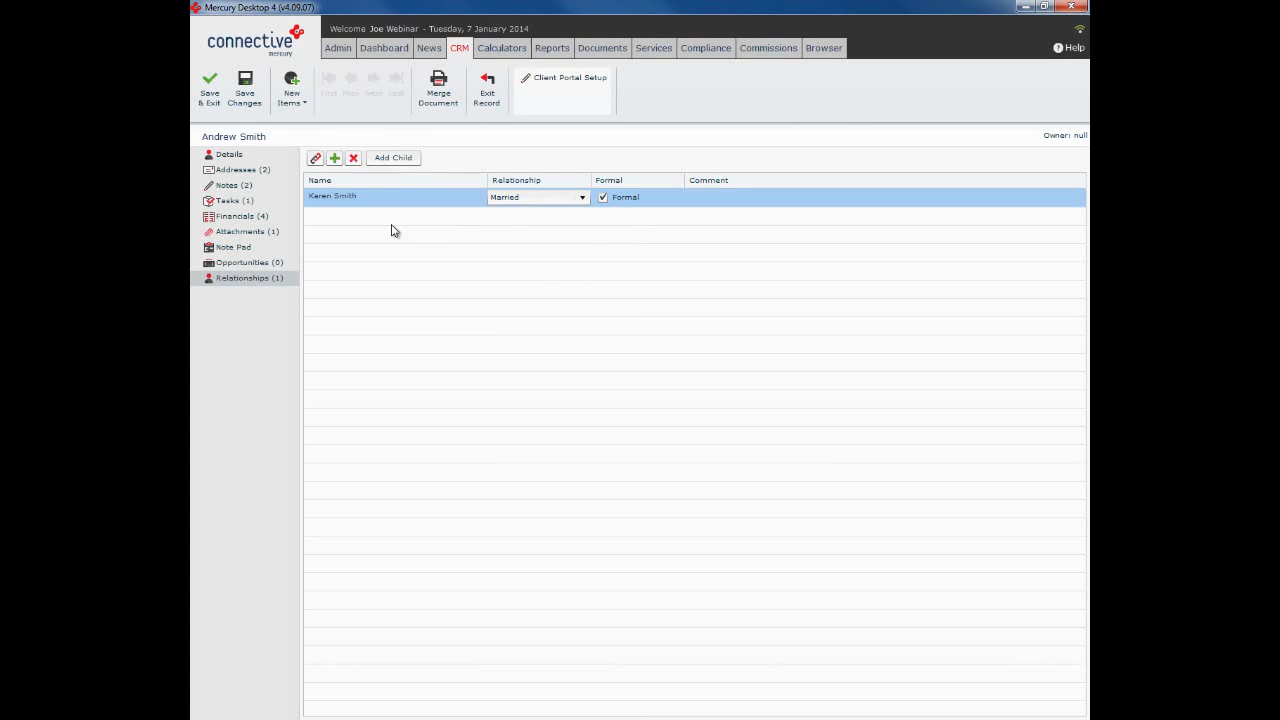 Mercury Desktop 4 (v4.09.07)
connective
mercury
Welcome Joe Webinar - Tuesday, 7 January 2014
Admin Dashboard News CRM Calculators Reports Documents Services Compliance Commissions Browser
Help
Save & Exit
Save Changes
New Items
First Prev Next Last
Merge Document
Exit Record
Client Portal Setup
Andrew Smith
Owner: null
Details
Addresses (2)
Notes (2)
Tasks (1)
Financials (4)
Attachments (1)
Note Pad
Opportunities (0)
Relationships (1)
Add Child
Name Relationship Formal Comment
Karen Smith Married Formal